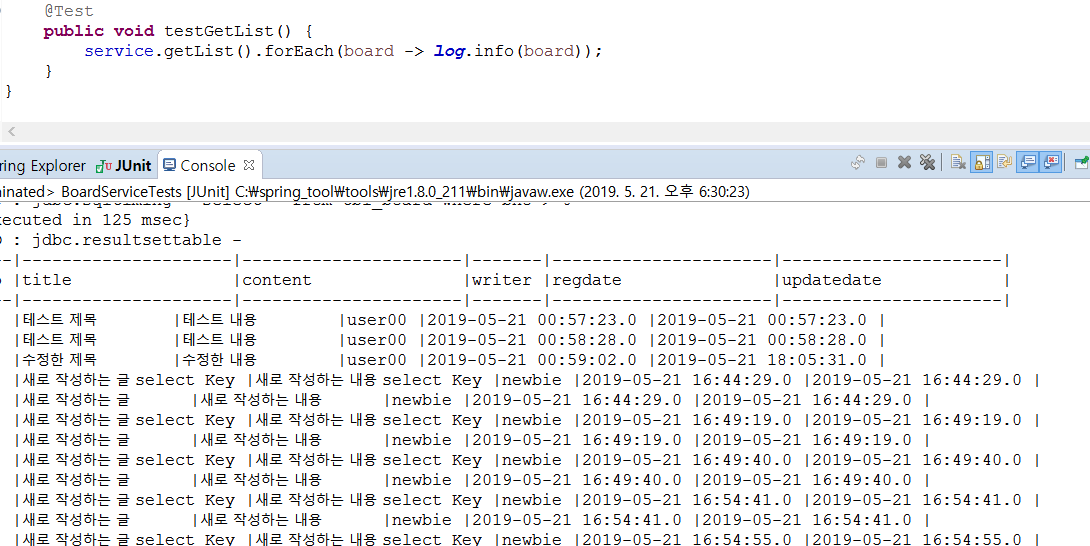 @Test
public void testGetList() {
service.getList().forEach(board -> log.info(board));
}
}
ring Explorer JUnit Console
minated> BoardServiceTests [JUnit] C:₩spring_tool₩tools₩jre1.8.0_211₩bin₩javaw.exe (2019. 5. 21. 오후 6:30:23)
xecuted in 125 msec}
: jdbc.resultsettable -
--|----------------------|-----------------------|-------|----------------------|----------------------|
|title |content |writer |regdate |updatedate |
--|----------------------|-----------------------|-------|----------------------|----------------------|
|테스트 제목 |테스트 내용 |user00 |2019-05-21 00:57:23.0 |2019-05-21 00:57:23.0 |
|테스트 제목 |테스트 내용 |user00 |2019-05-21 00:58:28.0 |2019-05-21 00:58:28.0 |
|수정한 제목 |수정한 내용 |user00 |2019-05-21 00:59:02.0 |2019-05-21 18:05:31.0 |
|새로 작성하는 글 select Key |새로 작성하는 내용 select Key |newbie |2019-05-21 16:44:29.0 |2019-05-21 16:44:29.0 |
|새로 작성하는 글 |새로 작성하는 내용 |newbie |2019-05-21 16:44:29.0 |2019-05-21 16:44:29.0 |
|새로 작성하는 글 select Key |새로 작성하는 내용 select Key |newbie |2019-05-21 16:49:19.0 |2019-05-21 16:49:19.0 |
|새로 작성하는 글 |새로 작성하는 내용 |newbie |2019-05-21 16:49:19.0 |2019-05-21 16:49:19.0 |
|새로 작성하는 글 select Key |새로 작성하는 내용 select Key |newbie |2019-05-21 16:49:40.0 |2019-05-21 16:49:40.0 |
|새로 작성하는 글 |새로 작성하는 내용 |newbie |2019-05-21 16:49:40.0 |2019-05-21 16:49:40.0 |
|새로 작성하는 글 select Key |새로 작성하는 내용 select Key |newbie |2019-05-21 16:54:41.0 |2019-05-21 16:54:41.0 |
|새로 작성하는 글 |새로 작성하는 내용 |newbie |2019-05-21 16:54:41.0 |2019-05-21 16:54:41.0 |
|새로 작성하는 글 select Key |새로 작성하는 내용 select Key |newbie |2019-05-21 16:54:55.0 |2019-05-21 16:54:55.0 |